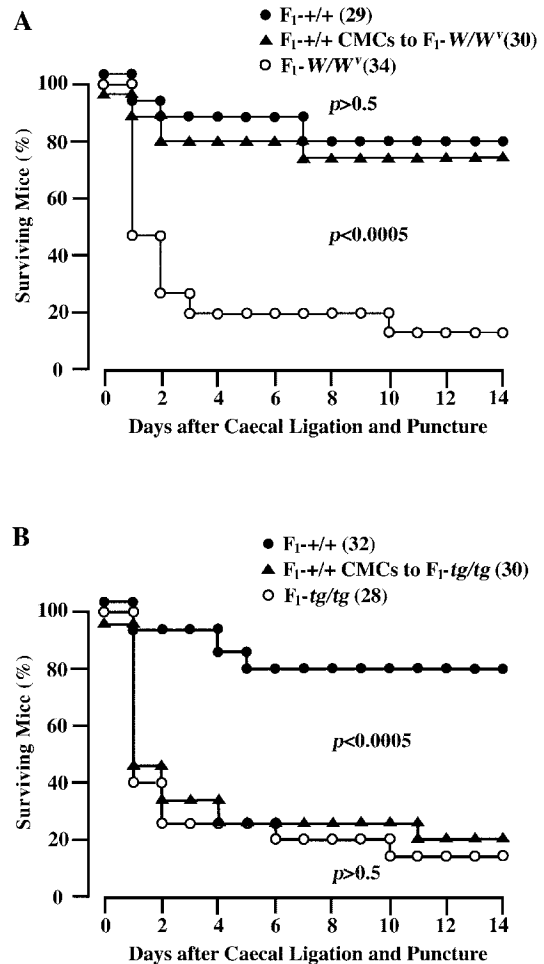 A
F1-+/+ (29)
F1-+/+ CMCs to F1-W/Wv(30)
F1-W/Wv(34)
100
80
60
40
20
0
Surviving Mice (%)
p>0.5
p<0.0005
0 2 4 6 8 10 12 14
Days after Caecal Ligation and Puncture
B
F1-+/+ (32)
F1-+/+ CMCs to F1-tg/tg (30)
F1-tg/tg (28)
100
80
60
40
20
0
Surviving Mice (%)
p<0.0005
p>0.5
0 2 4 6 8 10 12 14
Days after Caecal Ligation and Puncture